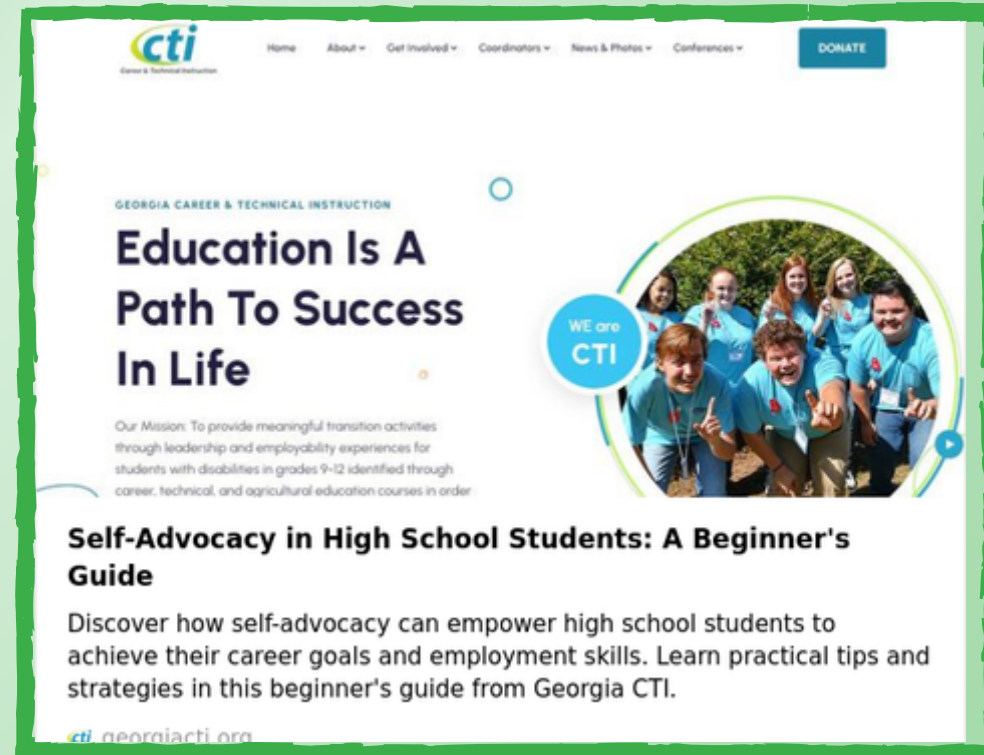 cti
Career & Technical Instruction
Home About Get Involved Coordinators News & Photos Conferences DONATE
GEORGIA CAREER & TECHNICAL INSTRUCTION
Education Is A
Path To Success
In Life
WE are
CTI
Our Mission: To provide meaningful transition activities
through leadership and employability experiences for
students with disabilities in grades 9-12 identified through
career, technical, and agricultural education courses in order
Self-Advocacy in High School Students: A Beginner's
Guide
Discover how self-advocacy can empower high school students to
achieve their career goals and employment skills. Learn practical tips and
strategies in this beginner's guide from Georgia CTI.
cti georgiacti.org